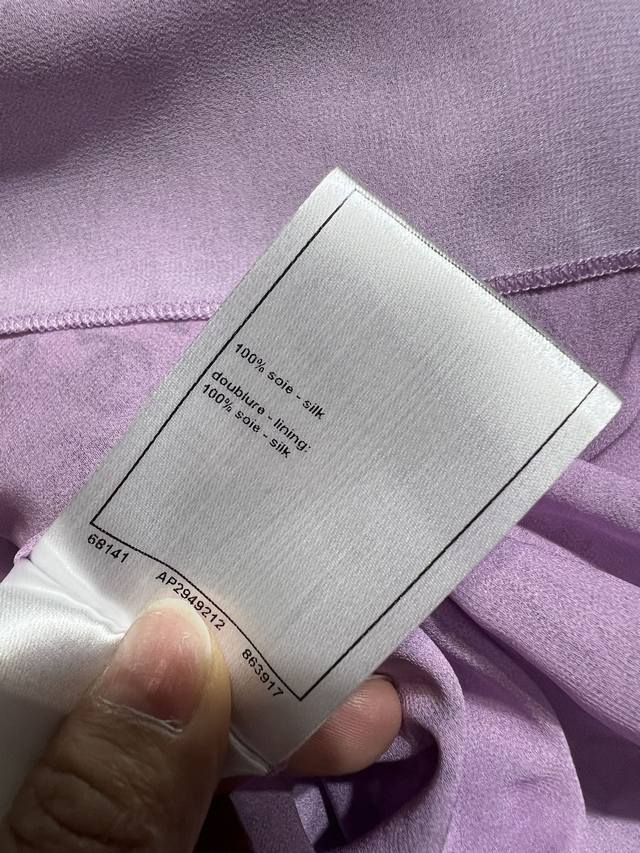 100% soie - silk
doublure - lining:
100% soie - silk
68141 AP2949212 863917